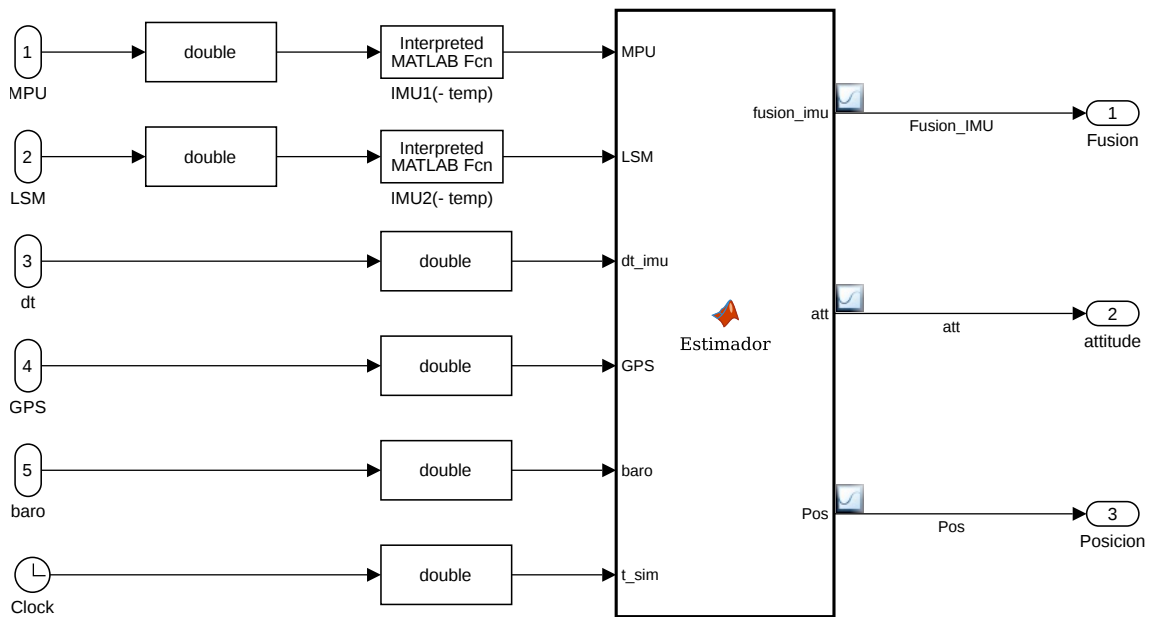 1
MPU
double
Interpreted
MATLAB Fcn
IMU1(- temp)
MPU
2
LSM
double
Interpreted
MATLAB Fcn
IMU2(- temp)
LSM
3
dt
double
dt_imu
4
GPS
double
GPS
5
baro
double
baro
Clock
double
t_sim
Estimador
fusion_imu
Fusion_IMU
1
Fusion
att
att
2
attitude
Pos
Pos
3
Posicion